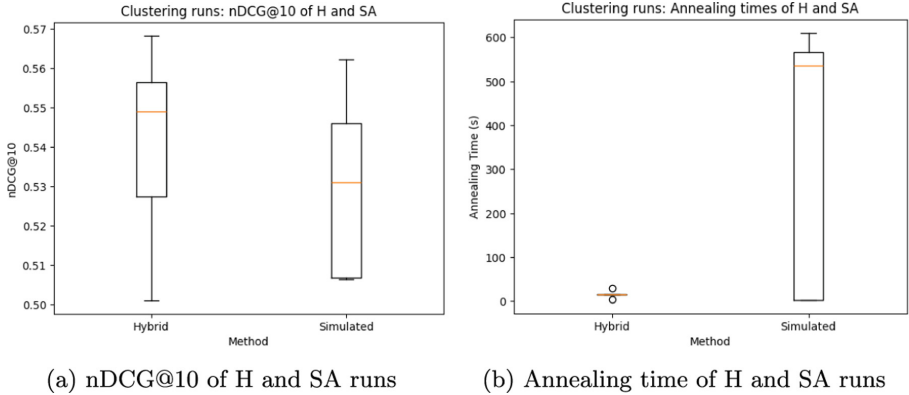 Clustering runs: nDCG@10 of H and SA
0.57
0.56
0.55
0.54
0.53
0.52
0.51
0.50
nDCG@10
Hybrid
Simulated
Method
(a) nDCG@10 of H and SA runs
Clustering runs: Annealing times of H and SA
600
500
400
300
200
100
0
Annealing Time (s)
Hybrid
Simulated
Method
(b) Annealing time of H and SA runs